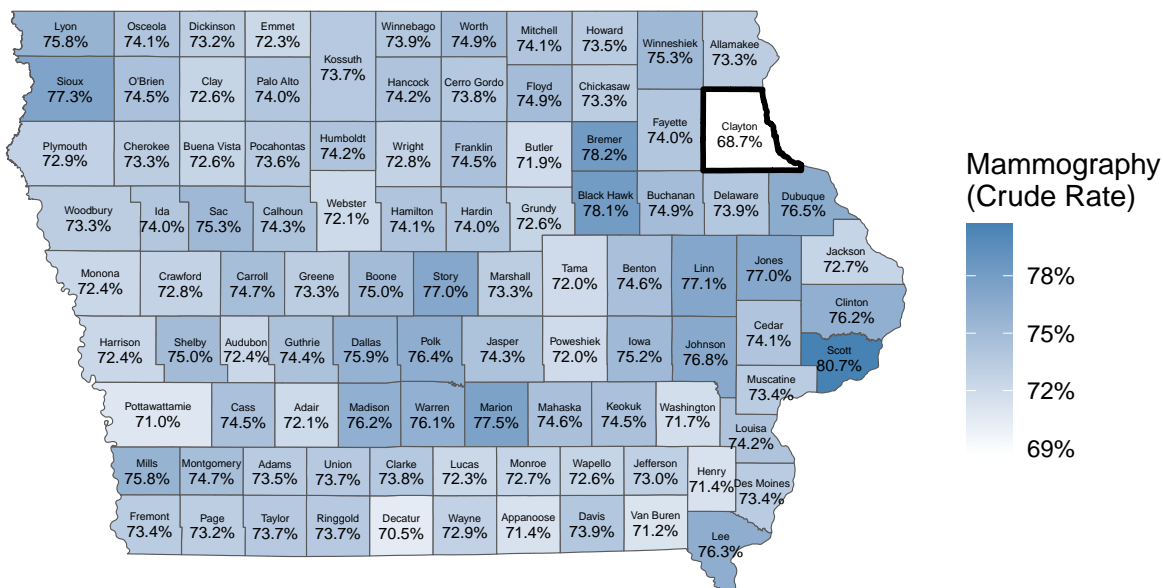 Lyon
75.8%
Osceola
74.1%
Dickinson
73.2%
Emmet
72.3%
Kossuth
73.7%
Winnebago
73.9%
Worth
74.9%
Mitchell
74.1%
Howard
73.5%
Winneshiek
75.3%
Allamakee
73.3%
Sioux
77.3%
O'Brien
74.5%
Clay
72.6%
Palo Alto
74.0%
Hancock
74.2%
Cerro Gordo
73.8%
Floyd
74.9%
Chickasaw
73.3%
Fayette
74.0%
Clayton
68.7%
Plymouth
72.9%
Cherokee
73.3%
Buena Vista
72.6%
Pocahontas
73.6%
Humboldt
74.2%
Wright
72.8%
Franklin
74.5%
Butler
71.9%
Bremer
78.2%
Mammography
(Crude Rate)
78%
75%
72%
69%
Woodbury
73.3%
Ida
74.0%
Sac
75.3%
Calhoun
74.3%
Webster
72.1%
Hamilton
74.1%
Hardin
74.0%
Grundy
72.6%
Black Hawk
78.1%
Buchanan
74.9%
Delaware
73.9%
Dubuque
76.5%
Monona
72.4%
Crawford
72.8%
Carroll
74.7%
Greene
73.3%
Boone
75.0%
Story
77.0%
Marshall
73.3%
Tama
72.0%
Benton
74.6%
Linn
77.1%
Jones
77.0%
Jackson
72.7%
Clinton
76.2%
Harrison
72.4%
Shelby
75.0%
Audubon
72.4%
Guthrie
74.4%
Dallas
75.9%
Polk
76.4%
Jasper
74.3%
Poweshiek
72.0%
Iowa
75.2%
Johnson
76.8%
Cedar
74.1%
Scott
80.7%
Muscatine
73.4%
Pottawattamie
71.0%
Cass
74.5%
Adair
72.1%
Madison
76.2%
Warren
76.1%
Marion
77.5%
Mahaska
74.6%
Keokuk
74.5%
Washington
71.7%
Louisa
74.2%
Mills
75.8%
Montgomery
74.7%
Adams
73.5%
Union
73.7%
Clarke
73.8%
Lucas
72.3%
Monroe
72.7%
Wapello
72.6%
Jefferson
73.0%
Henry
71.4%
Des Moines
73.4%
Fremont
73.4%
Page
73.2%
Taylor
73.7%
Ringgold
73.7%
Decatur
70.5%
Wayne
72.9%
Appanoose
71.4%
Davis
73.9%
Van Buren
71.2%
Lee
76.3%